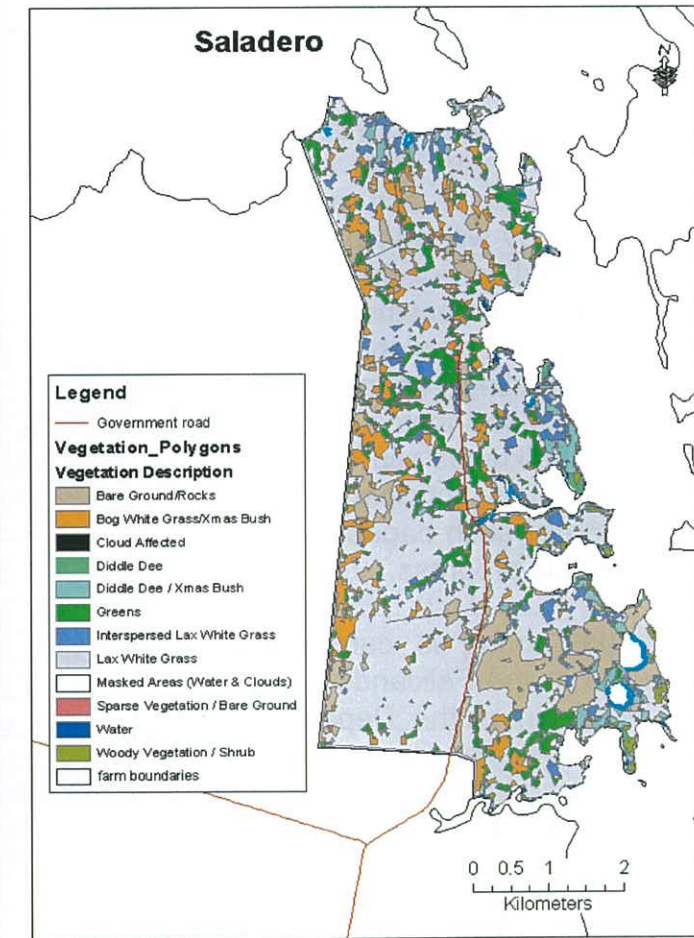 Saladero
N
Legend
Government road
Vegetation_Polygons
Vegetation Description
Bare Ground/Rocks
Bog White Grass/Xmas Bush
Cloud Affected
Diddle Dee
Diddle Dee / Xmas Bush
Greens
Interspersed Lax White Grass
Lax White Grass
Masked Areas (Water & Clouds)
Sparse Vegetation / Bare Ground
Water
Woody Vegetation / Shrub
farm boundaries
0 0.5 1 2
Kilometers